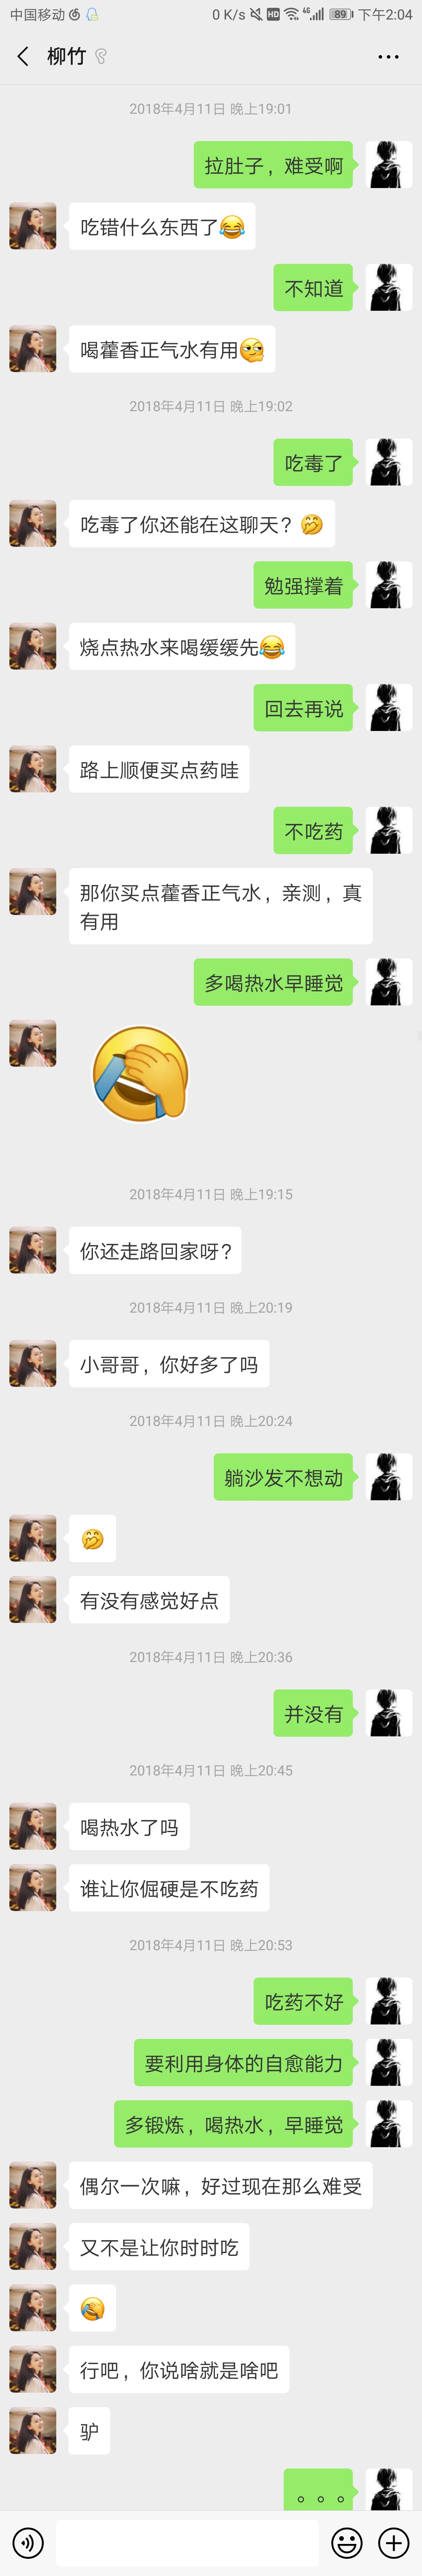 中国移动 0 K/s HD 4G 89 下午2:04
柳竹
2018年4月11日 晚上19:01
拉肚子，难受啊
吃错什么东西了😂
不知道
喝藿香正气水有用🤔
2018年4月11日 晚上19:02
吃毒了
吃毒了你还能在这聊天？🤭
勉强撑着
烧点热水来喝缓缓先😂
回去再说
路上顺便买点药哇
不吃药
那你买点藿香正气水，亲测，真
有用
多喝热水早睡觉
2018年4月11日 晚上19:15
你还走路回家呀？
2018年4月11日 晚上20:19
小哥哥，你好多了吗
2018年4月11日 晚上20:24
躺沙发不想动
🤭
有没有感觉好点
2018年4月11日 晚上20:36
并没有
2018年4月11日 晚上20:45
喝热水了吗
谁让你倔硬是不吃药
2018年4月11日 晚上20:53
吃药不好
要利用身体的自愈能力
多锻炼，喝热水，早睡觉
偶尔一次嘛，好过现在那么难受
又不是让你时时吃
行吧，你说啥就是啥吧
驴
。。。